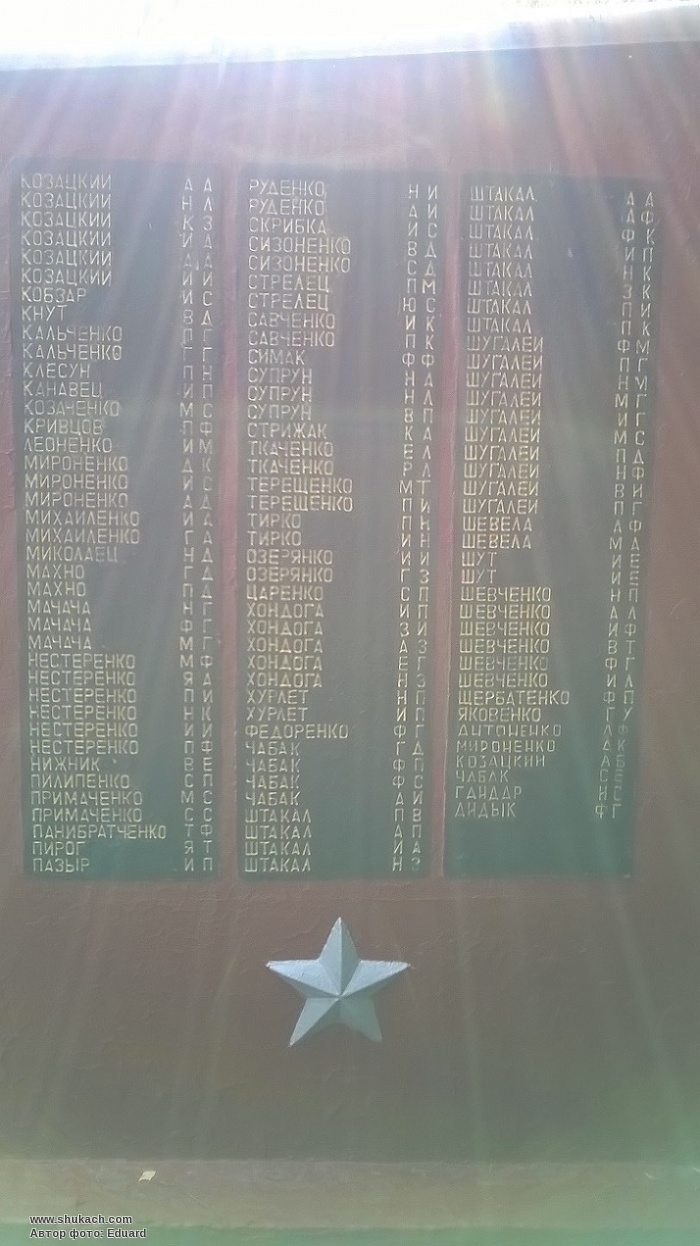 КОЗАЦКИЙ А А
КОЗАЦКИЙ Н Л
КОЗАЦКИЙ К З
КОЗАЦКИЙ И А
КОЗАЦКИЙ Д Д
КОЗАЦКИЙ И И
КОБЗАР И С
КНУТ В Д
КАЛЬЧЕНКО П Г
КАЛЬЧЕНКО Г Г
КЛЕСУН П Н
КАНАВЕЦ И П
КОЗАЧЕНКО М С
КРИВЦОВ П Ф
ЛЕОНЕНКО И М
МИРОНЕНКО Д К
МИРОНЕНКО И С
МИРОНЕНКО А Д
МИХАИЛЕНКО И А
МИХАИЛЕНКО Г А
МИКОЛАЕЦ Ч Д
МАХНО Г Д
МАХНО П Д
МАЧАЧА Н Г
МАЧАЧА Ф Г
МАЧАЧА М Г
НЕСТЕРЕНКО М Ф
НЕСТЕРЕНКО Я А
НЕСТЕРЕНКО П И
НЕСТЕРЕНКО Н К
НЕСТЕРЕНКО И И
НЕСТЕРЕНКО П Ф
НИЖНИК В Е
ПИЛИПЕНКО С П
ПРИМАЧЕНКО М С
ПРИМАЧЕНКО С С
ПАНИБРАТЧЕНКО Т Ф
ПИРОГ Я Т
ПАЗЫР И П
РУДЕНКО Н И
РУДЕНКО А И
СКРИБКА И С
СИЗОНЕНКО В Д
СИЗОНЕНКО С Д
СТРЕЛЕЦ П М
СТРЕЛЕЦ Ю С
САВЧЕНКО И К
САВЧЕНКО П К
СИМАК Ф Ф
СУПРУН Н А
СУПРУН Н Л
СУПРУН В П
СТРИЖАК К А
ТКАЧЕНКО Е Л
ТКАЧЕНКО Р Л
ТЕРЕЩЕНКО М Т
ТЕРЕЩЕНКО П И
ТИРКО П Н
ТИРКО И Н
ОЗЕРЯНКО И И
ОЗЕРЯНКО Г З
ЦАРЕНКО С П
ХОНДОГА И П
ХОНДОГА З И
ХОНДОГА А З
ХОНДОГА Е Г
ХОНДОГА Н З
ХУРЛЕТ Н П
ХУРЛЕТ И П
ФЕДОРЕНКО Ф Г
ЧАБАК Г Д
ЧАБАК Ф П
ЧАБАК Ф С
ЧАБАК А И
ШТАКАЛ П В
ШТАКАЛ А П
ШТАКАЛ И А
ШТАКАЛ Н З
ШТАКАЛ А А
ШТАКАЛ А Ф
ШТАКАЛ Ф К
ШТАКАЛ И П
ШТАКАЛ Н К
ШТАКАЛ З К
ШТАКАЛ П И
ШТАКАЛ П К
ШУГАЛЕЙ Ф М
ШУГАЛЕЙ П Г
ШУГАЛЕЙ Н М
ШУГАЛЕЙ М Г
ШУГАЛЕЙ И Г
ШУГАЛЕЙ М С
ШУГАЛЕЙ П Д
ШУГАЛЕЙ Н Ф
ШУГАЛЕЙ В И
ШУГАЛЕЙ П Г
ШЕВЕЛА А Ф
ШЕВЕЛА М А
ШУТ И Е
ШУТ И Е
ШЕВЧЕНКО Н П
ШЕВЧЕНКО А Л
ШЕВЧЕНКО И Ф
ШЕВЧЕНКО В Т
ШЕВЧЕНКО Ф Г
ШЕВЧЕНКО И Л
ЩЕРБАТЕНКО Ф П
ЯКОВЕНКО Г У
АНТОНЕНКО Л Ф
МИРОНЕНКО Д К
КОЗАЦКИЙ А Б
ЧАБАК С Е
ГАНДАР Н С
АНДЫК Ф Г
www.shukach.com
Автор фото: Eduard